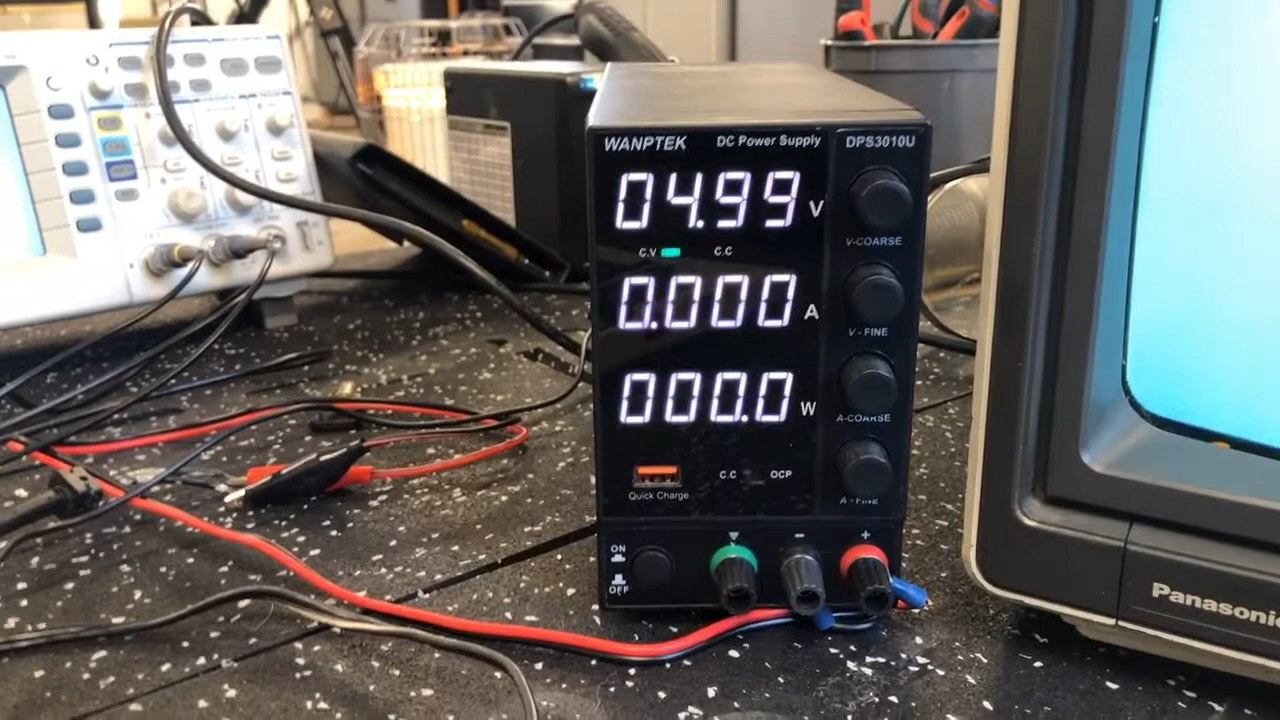 WANPTEK DC Power Supply DPS3010U
04.99 V
V-COARSE
C.V C.C
0.000 A
V - FINE
000.0 W
A-COARSE
C.C OCP
Quick Charge
A - FINE
ON
OFF
- +
Panasonic